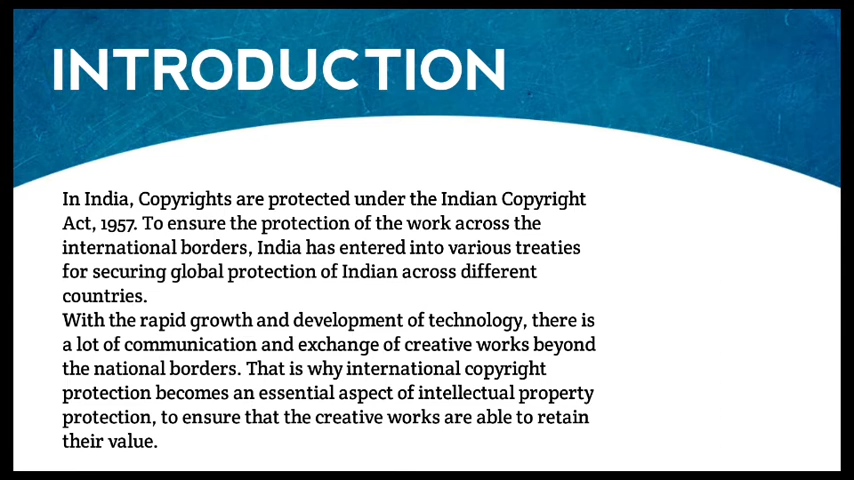 INTRODUCTION
In India, Copyrights are protected under the Indian Copyright
Act, 1957. To ensure the protection of the work across the
international borders, India has entered into various treaties
for securing global protection of Indian across different
countries.
With the rapid growth and development of technology, there is
a lot of communication and exchange of creative works beyond
the national borders. That is why international copyright
protection becomes an essential aspect of intellectual property
protection, to ensure that the creative works are able to retain
their value.